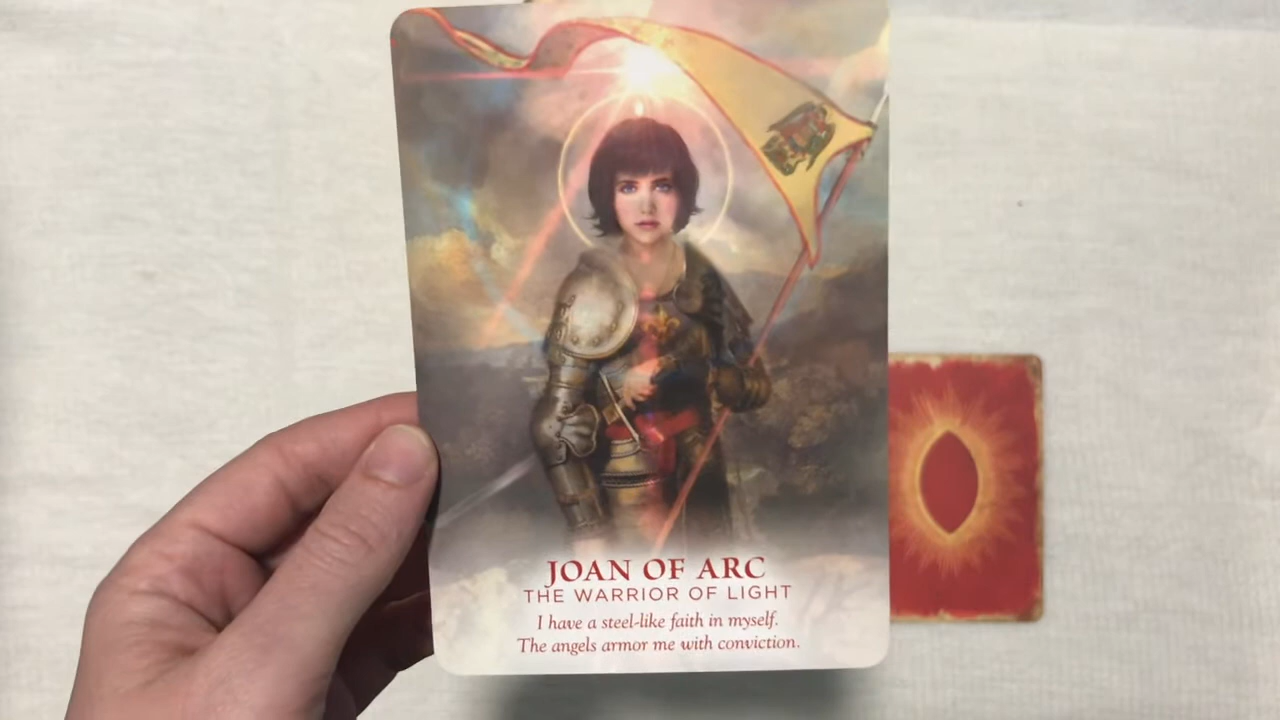 JOAN OF ARC
THE WARRIOR OF LIGHT
I have a steel-like faith in myself.
The angels armor me with conviction.